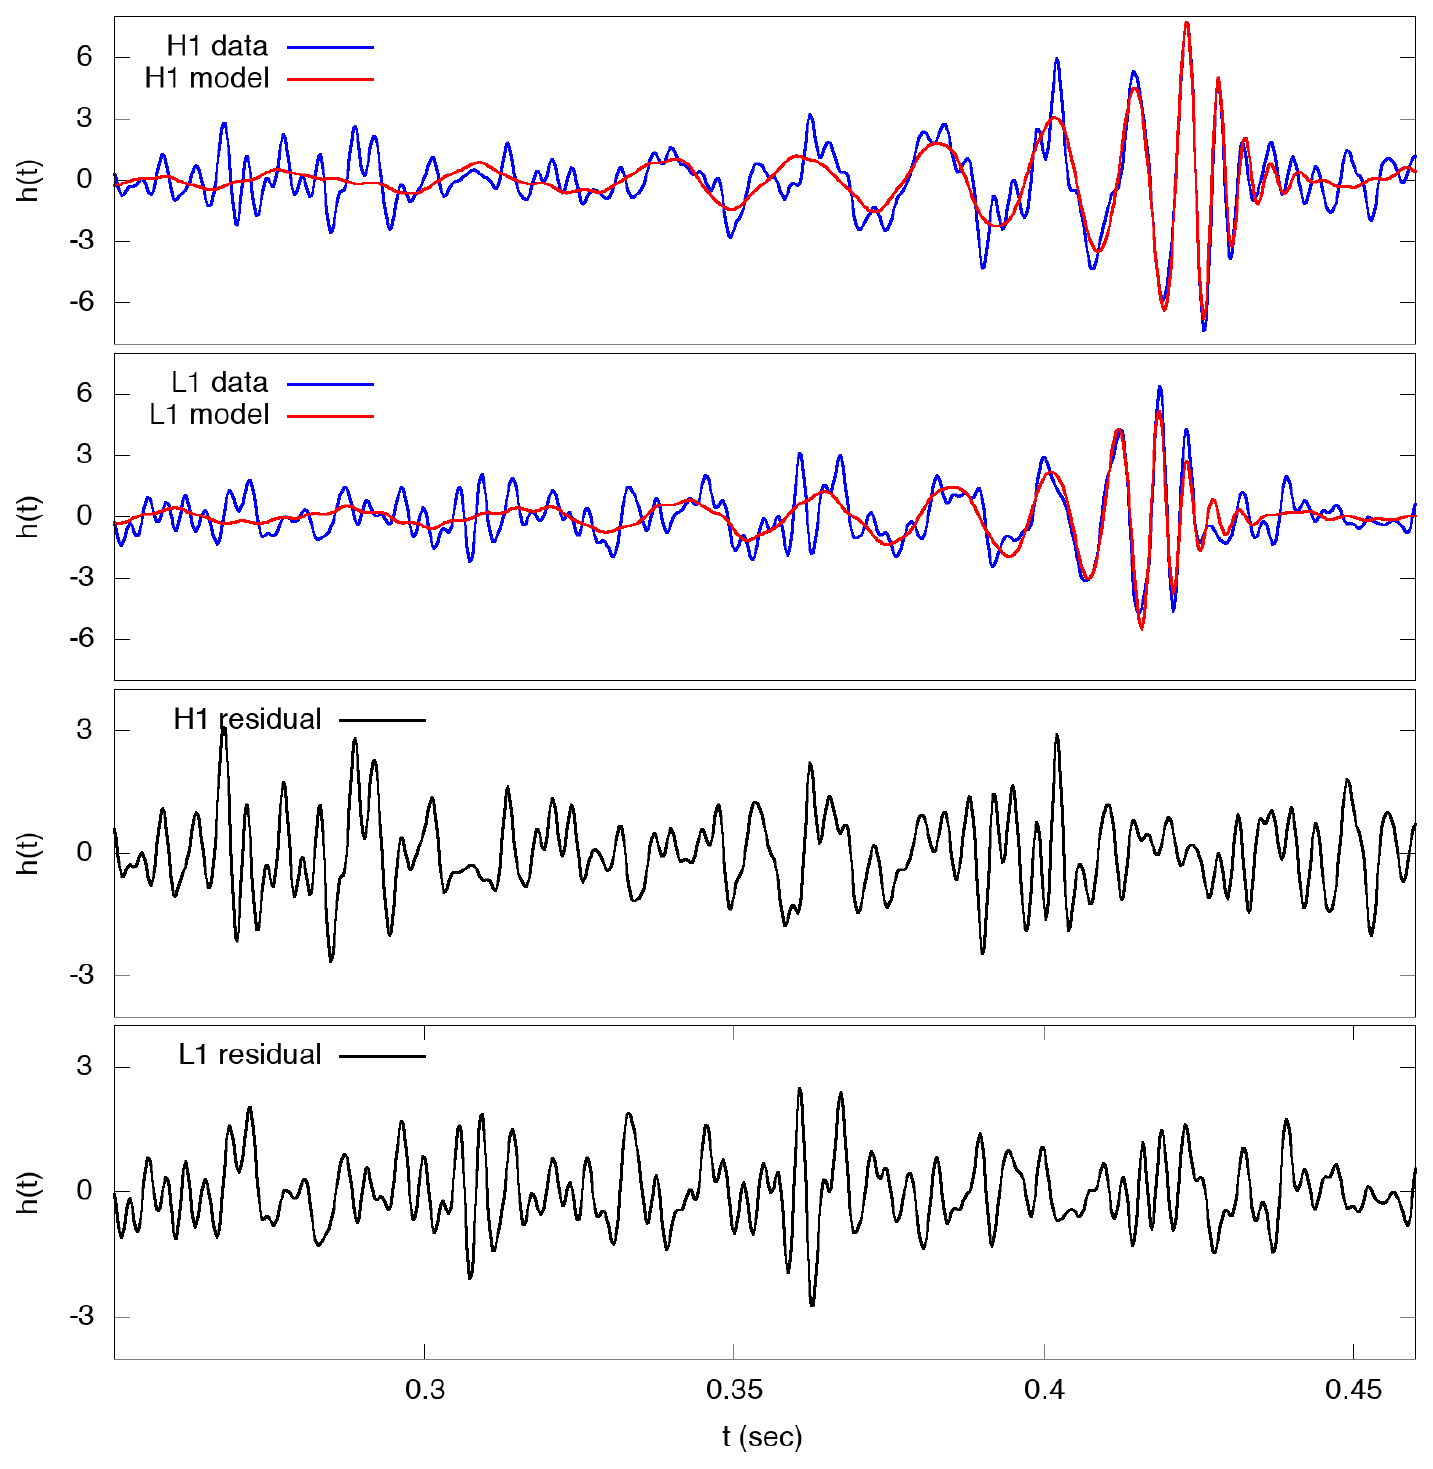 H1 data
H1 model
6
3
0
-3
-6
h(t)
L1 data
L1 model
6
3
0
-3
-6
h(t)
H1 residual
3
0
-3
h(t)
L1 residual
3
0
-3
h(t)
0.3 0.35 0.4 0.45
t (sec)